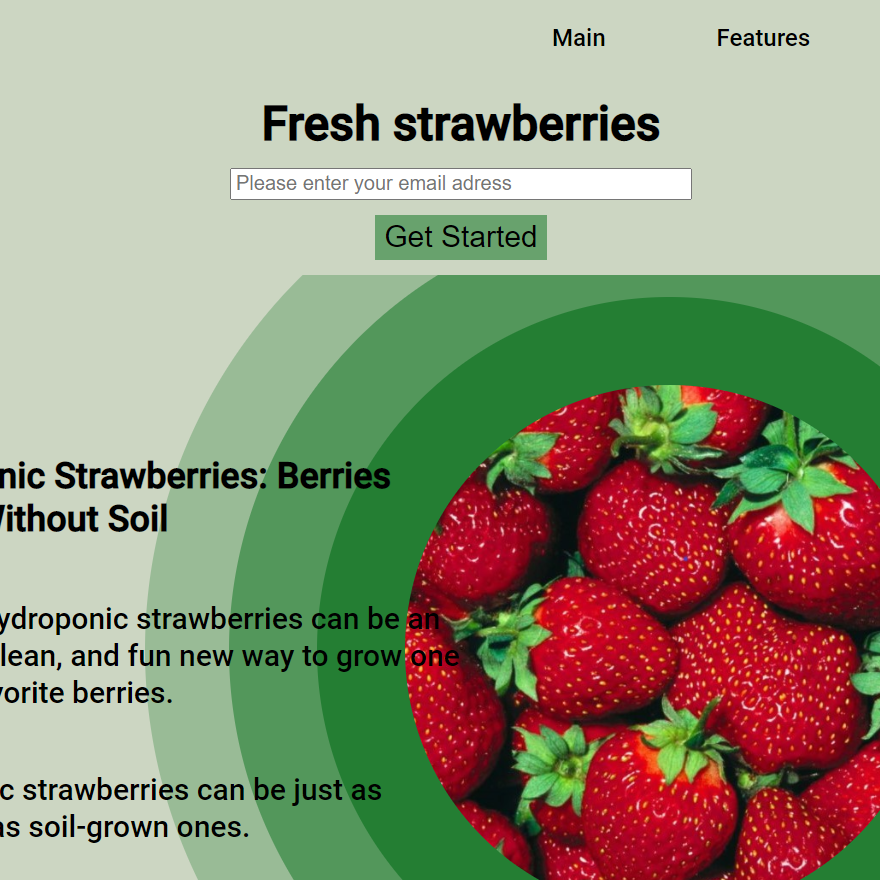 Main Features
Fresh strawberries
Please enter your email adress
Get Started
nic Strawberries: Berries
Without Soil
ydroponic strawberries can be an
lean, and fun new way to grow one
vorite berries.
c strawberries can be just as
as soil-grown ones.